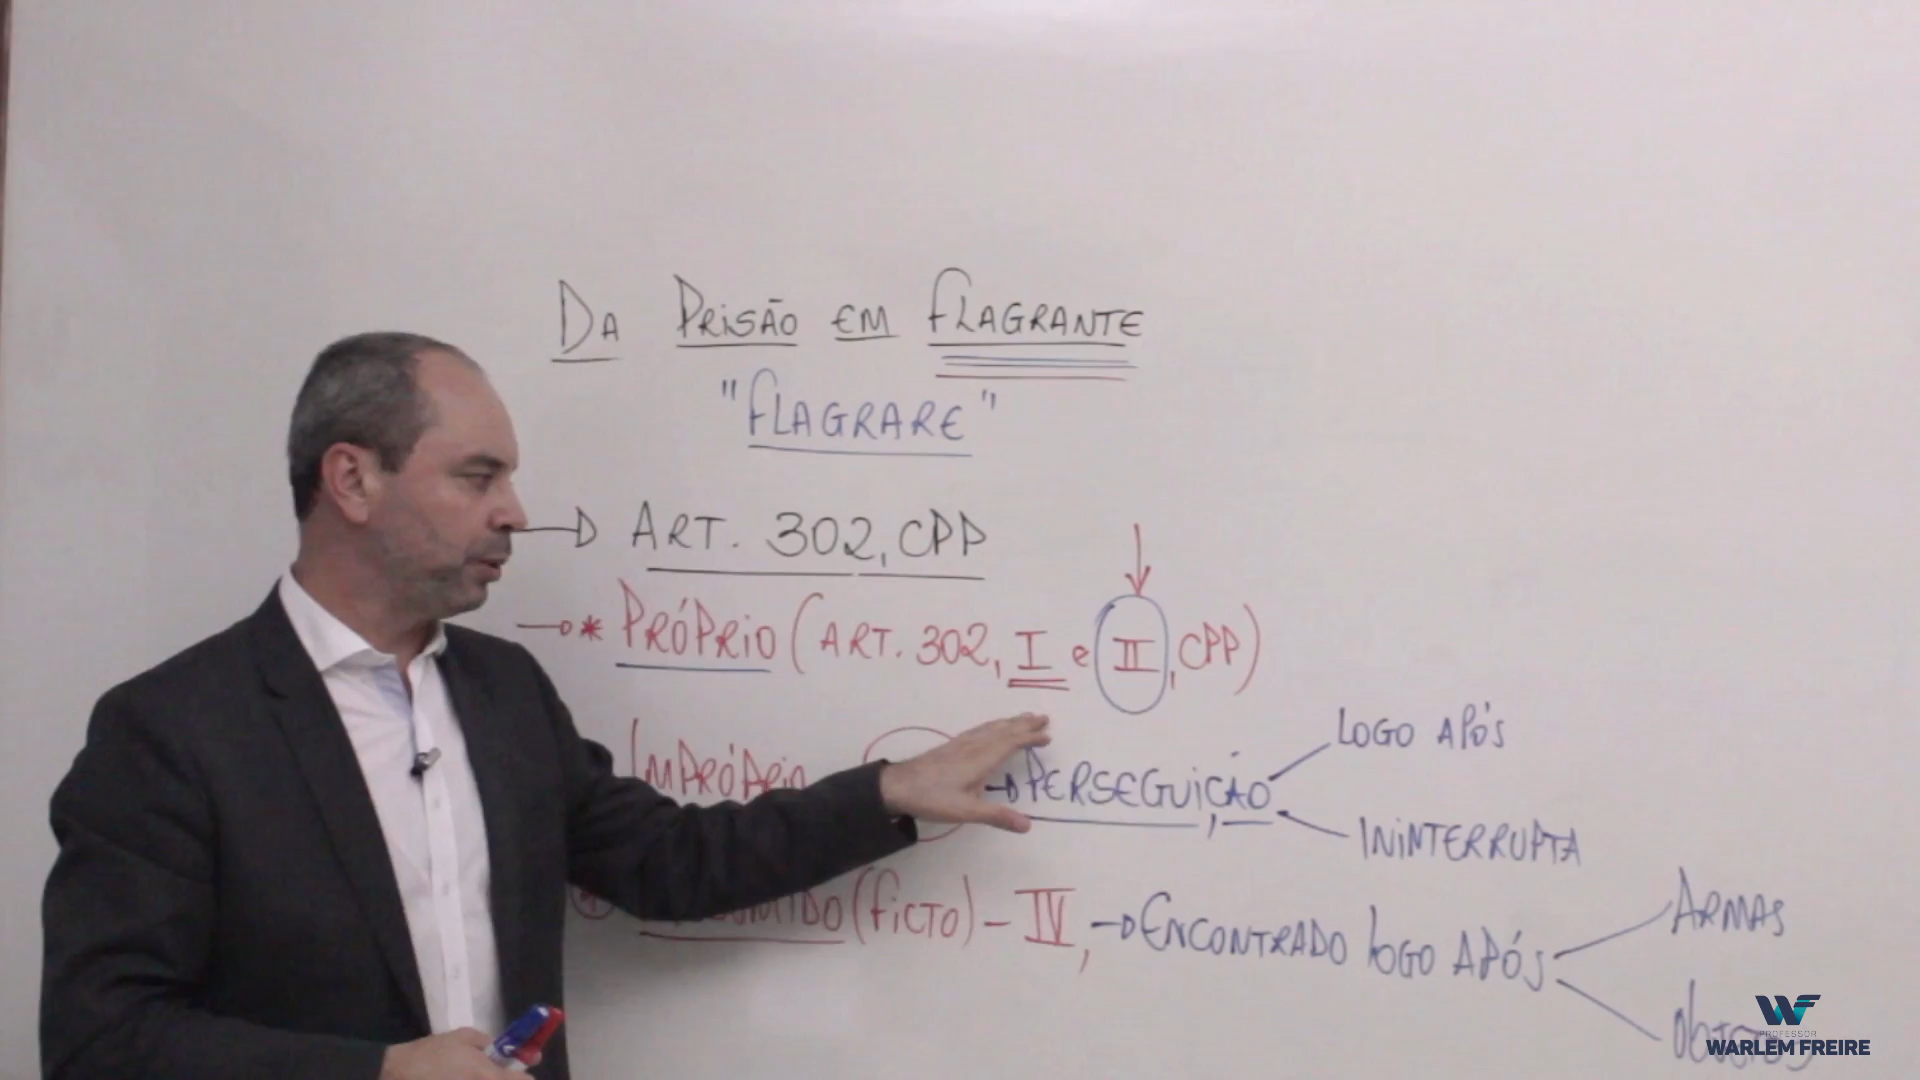 DA PRISÃO EM FLAGRANTE
"FLAGRARE"
ART. 302, CPP
* PRÓPRIO (ART. 302, I e II, CPP)
IMPRÓPRIO → PERSEGUIÇÃO
LOGO APÓS
ININTERRUPTA
(FICTO) - IV, → ENCONTRADO LOGO APÓS
ARMAS
PROFESSOR
WARLEM FREIRE